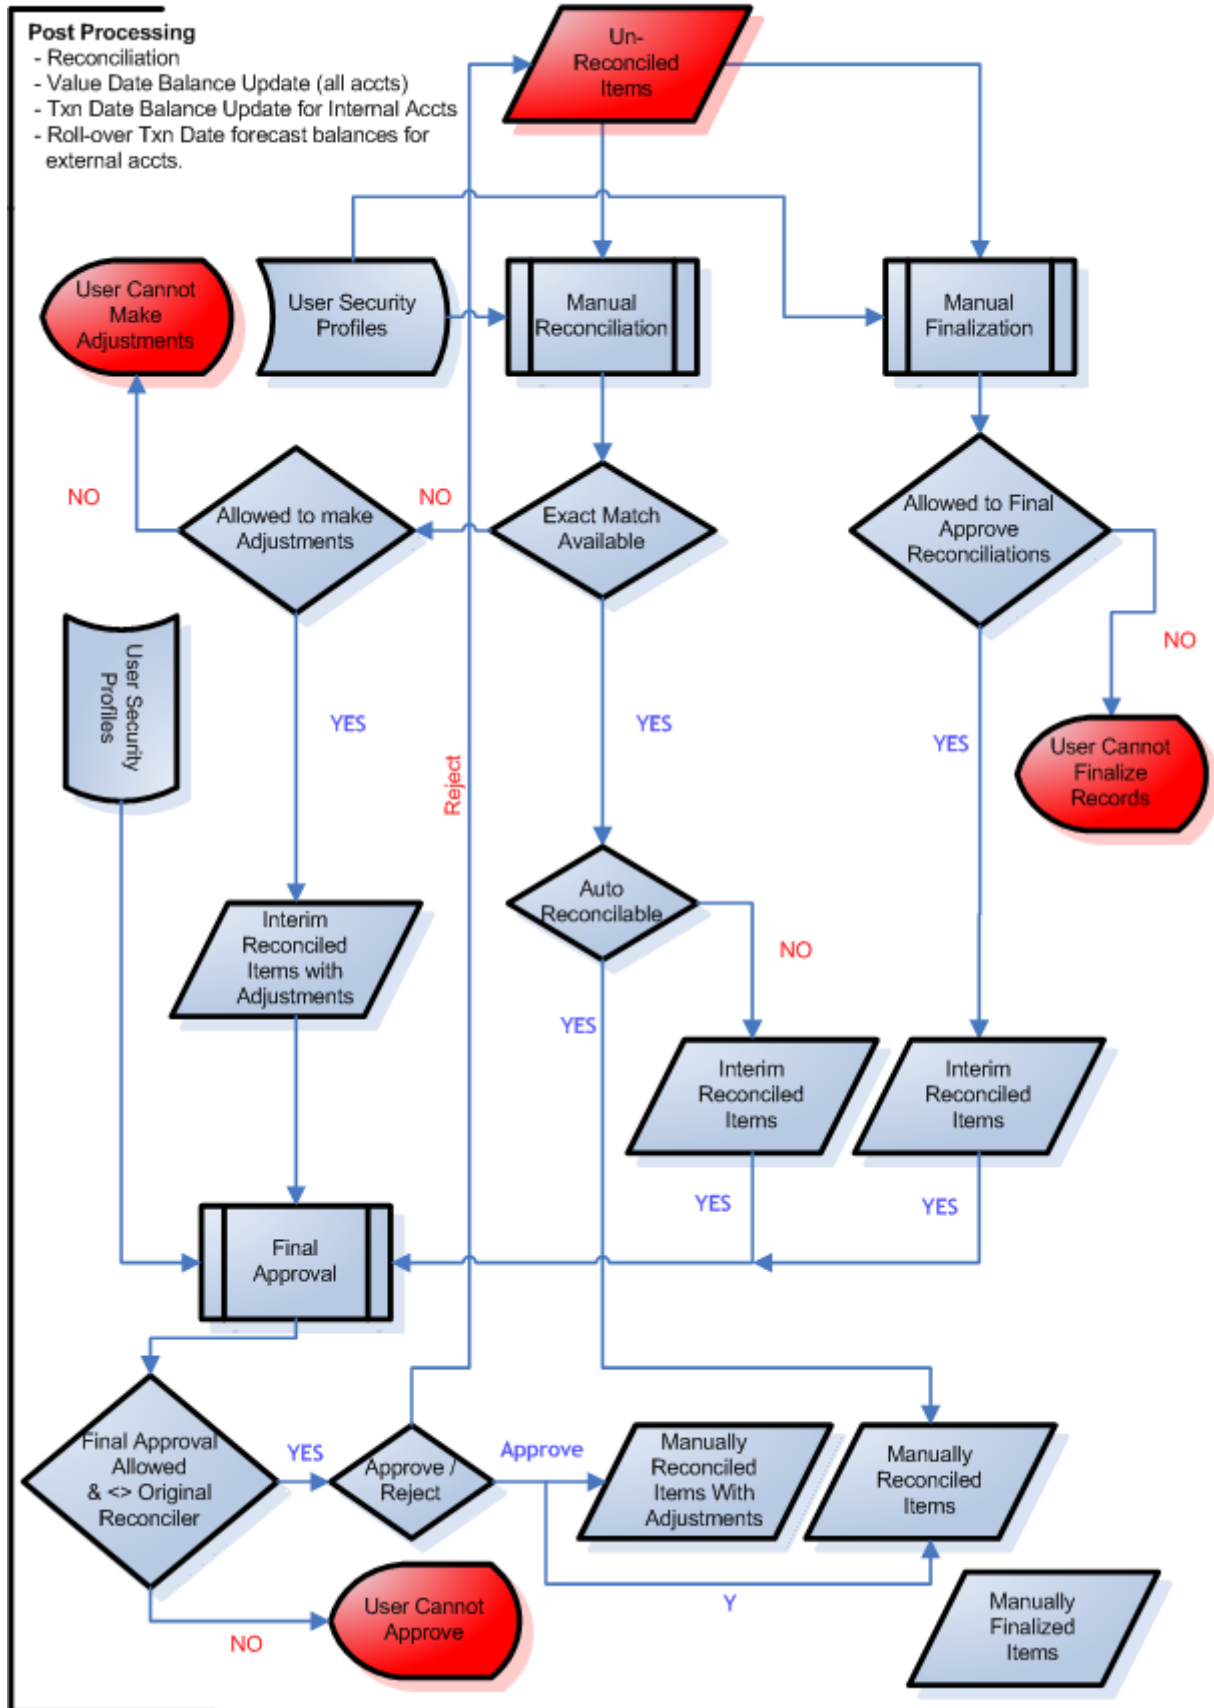 Post Processing
- Reconciliation
- Value Date Balance Update (all accts)
- Txn Date Balance Update for Internal Accts
- Roll-over Txn Date forecast balances for
external accts.
Un-
Reconciled
Items
User Cannot
Make
Adjustments
User Security
Profiles
Manual
Reconciliation
Manual
Finalization
NO
Allowed to make
Adjustments
NO
Exact Match
Available
Allowed to Final
Approve
Reconciliations
NO
User Security
Profiles
YES
Reject
YES
YES
User Cannot
Finalize
Records
Auto
Reconcilable
NO
Interim
Reconciled
Items with
Adjustments
YES
Interim
Reconciled
Items
Interim
Reconciled
Items
YES
YES
Final
Approval
Final Approval
Allowed
& <> Original
Reconciler
YES
Approve /
Reject
Approve
Manually
Reconciled
Items With
Adjustments
Manually
Reconciled
Items
Y
NO
User Cannot
Approve
Manually
Finalized
Items